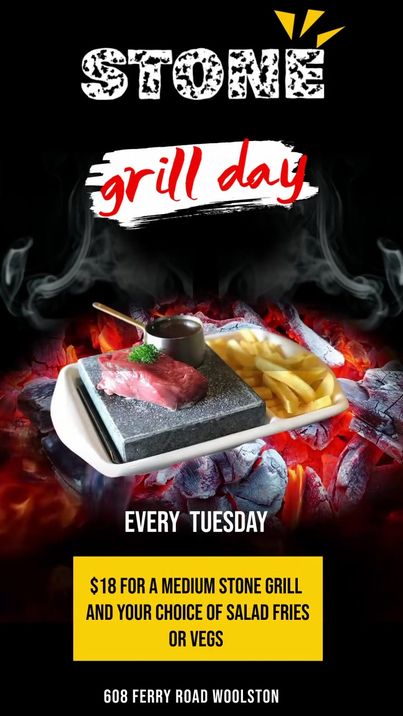 STONE
grill day
EVERY TUESDAY
$18 FOR A MEDIUM STONE GRILL
AND YOUR CHOICE OF SALAD FRIES
OR VEGS
608 FERRY ROAD WOOLSTON